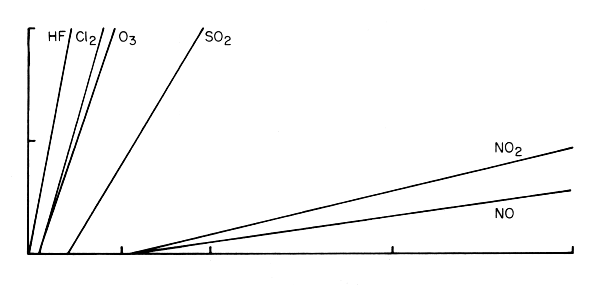 HF Cl₂ O₃ SO₂
NO₂
NO